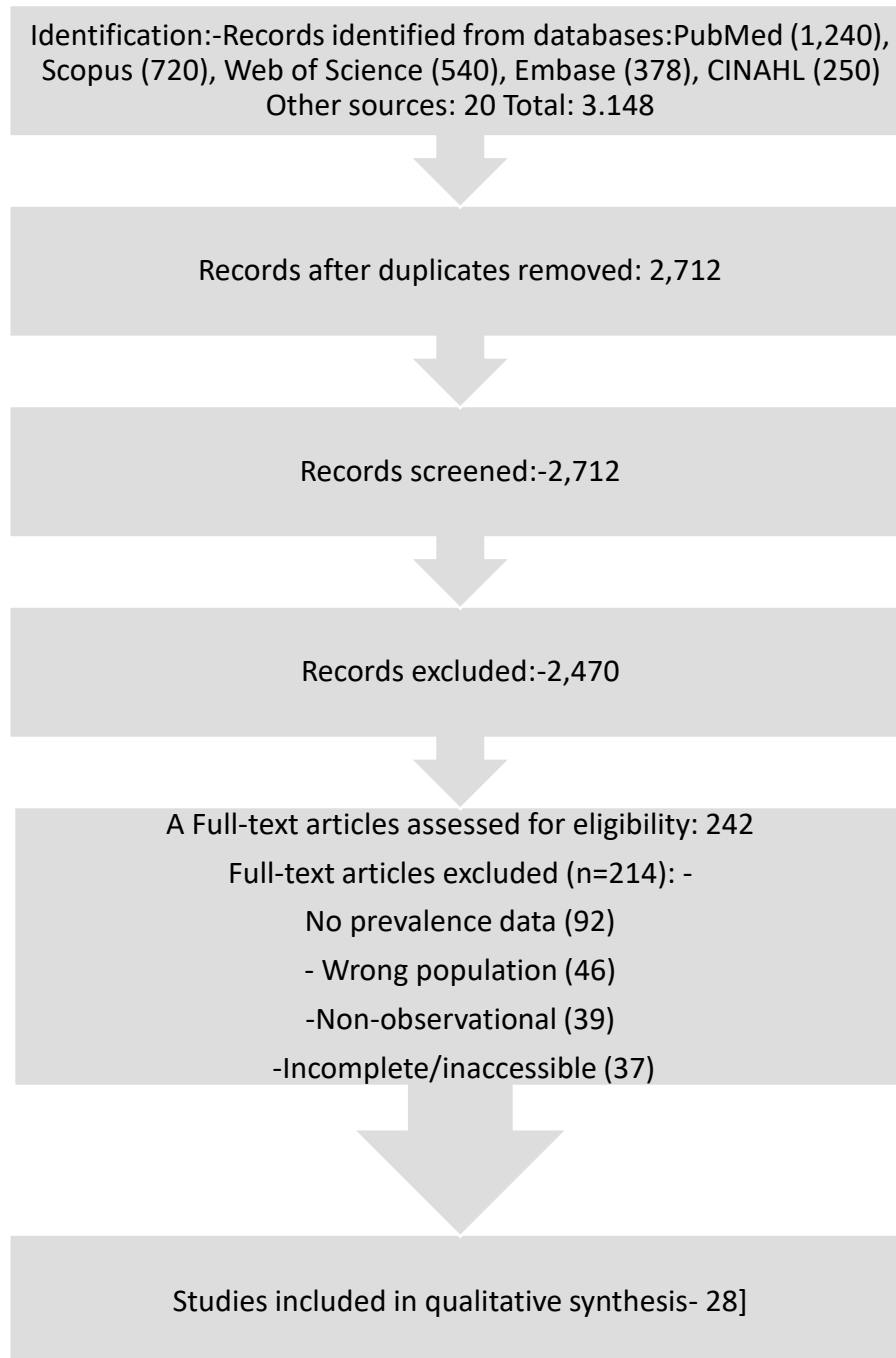 Identification:-Records identified from databases:PubMed (1,240),
Scopus (720), Web of Science (540), Embase (378), CINAHL (250)
Other sources: 20 Total: 3.148
Records after duplicates removed: 2,712
Records screened:-2,712
Records excluded:-2,470
A Full-text articles assessed for eligibility: 242
Full-text articles excluded (n=214): -
No prevalence data (92)
- Wrong population (46)
-Non-observational (39)
-Incomplete/inaccessible (37)
Studies included in qualitative synthesis- 28]